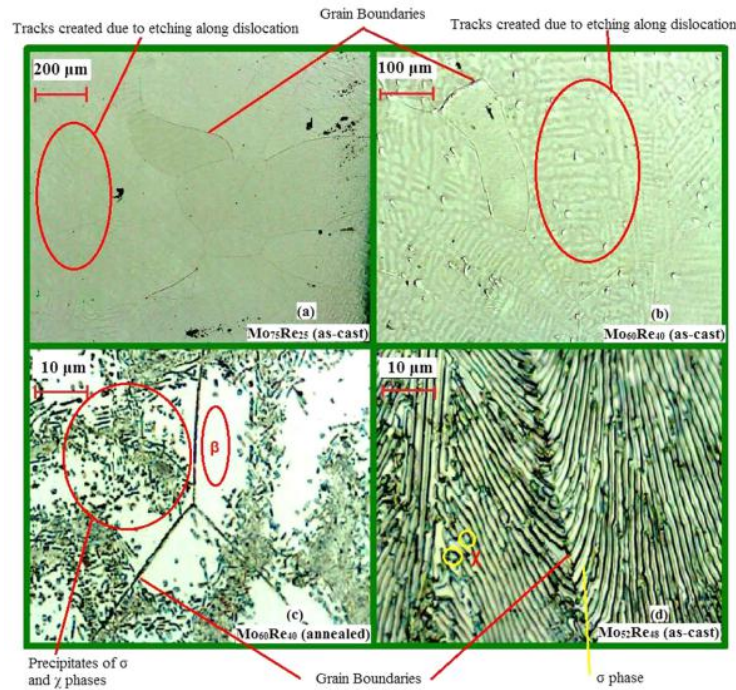 Grain Boundaries
Tracks created due to etching along dislocation
Tracks created due to etching along dislocation
200 μm
100 μm
(a)
Mo75Re25 (as-cast)
(b)
Mo60Re40 (as-cast)
10 μm
β
10 μm
χ
(c)
Mo60Re40 (annealed)
(d)
Mo52Re48 (as-cast)
Precipitates of σ
and χ phases
Grain Boundaries
σ phase